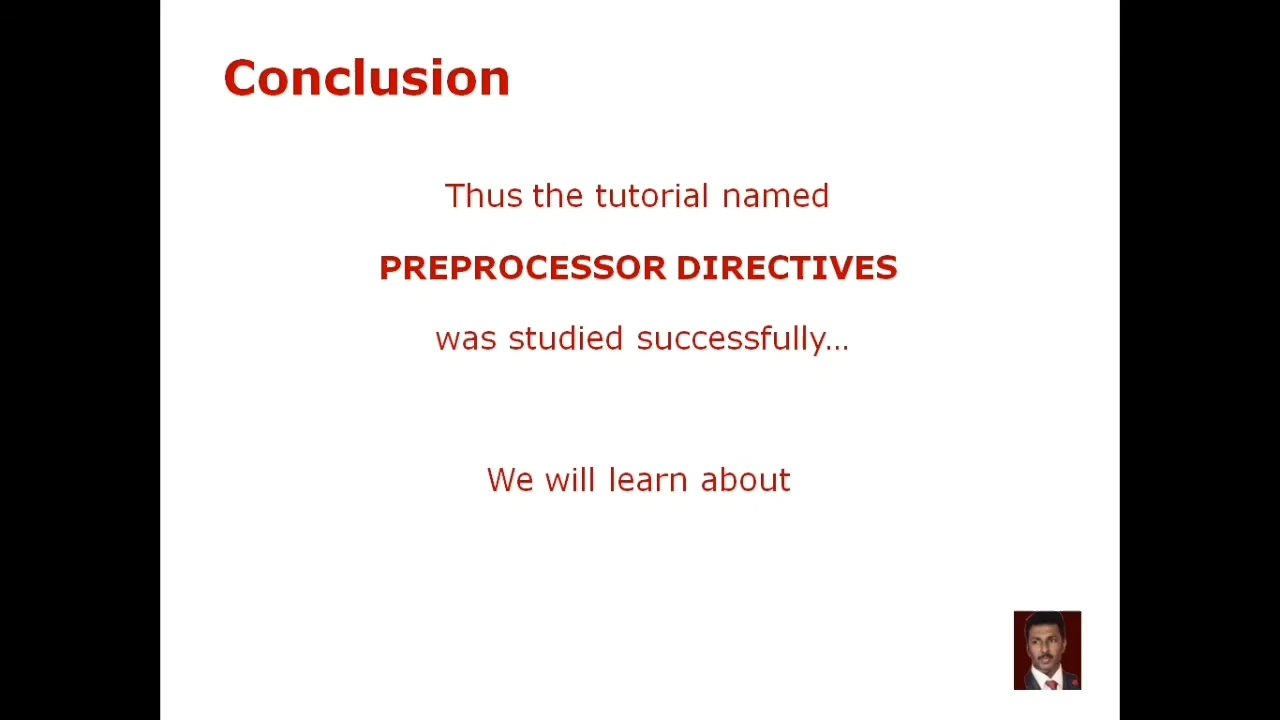 Conclusion
Thus the tutorial named
PREPROCESSOR DIRECTIVES
was studied successfully…
We will learn about